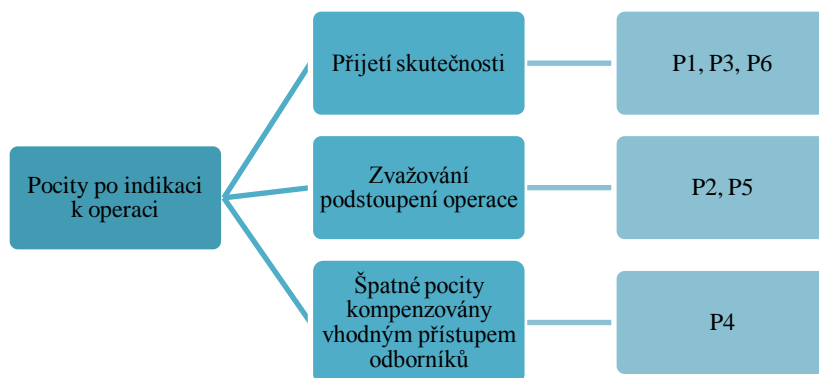 Pocity po indikaci
k operaci
Přijetí skutečnosti
P1, P3, P6
Zvažování
podstoupení operace
P2, P5
Špatné pocity
kompenzovány
vhodným přístupem
odborníků
P4